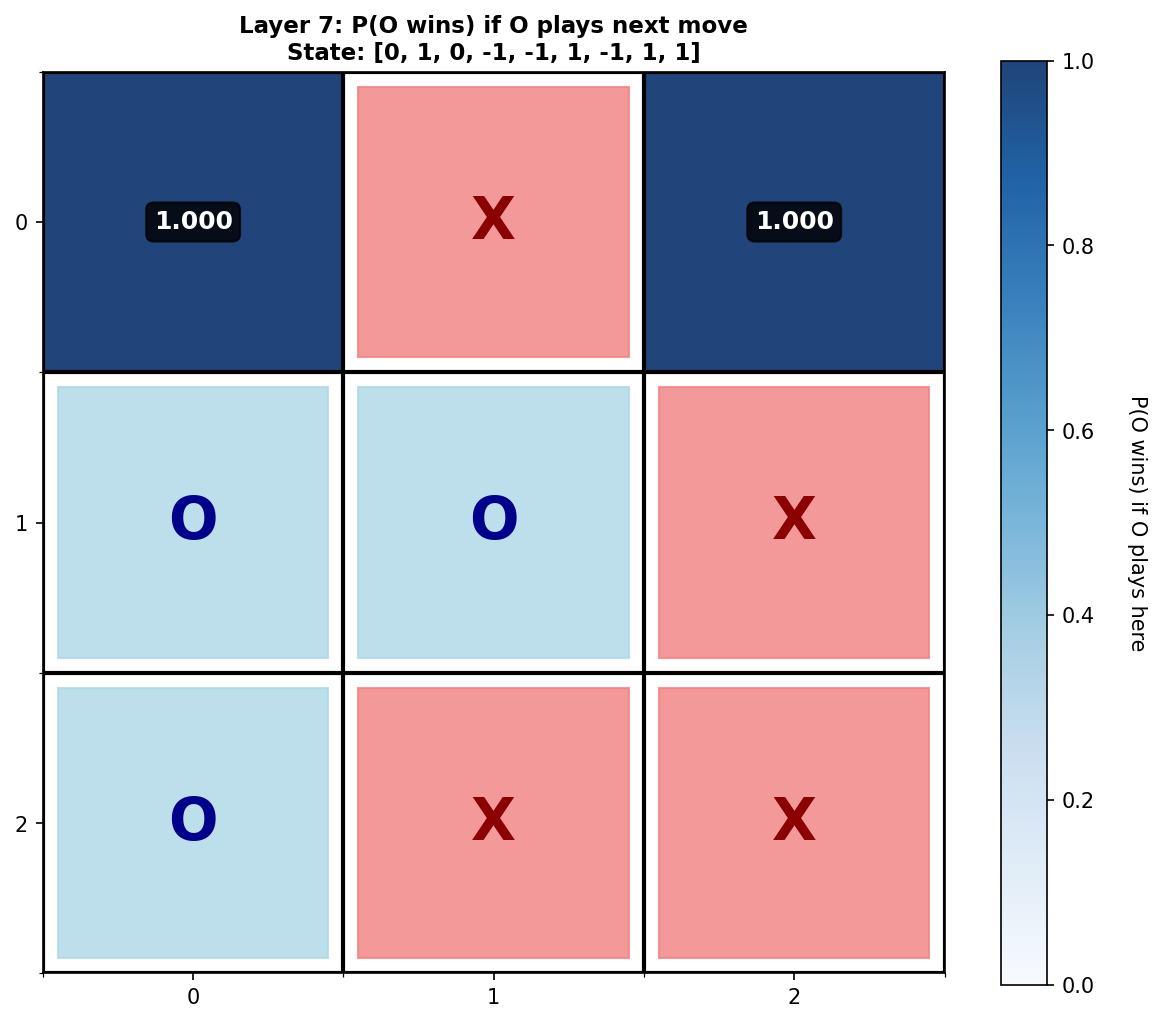 Layer 7: P(O wins) if O plays next move
State: [0, 1, 0, -1, -1, 1, -1, 1, 1]
1.000 X 1.000
O O X
O X X
0
1
2
0 1 2
1.0
0.8
0.6
0.4
0.2
0.0
P(O wins) if O plays here